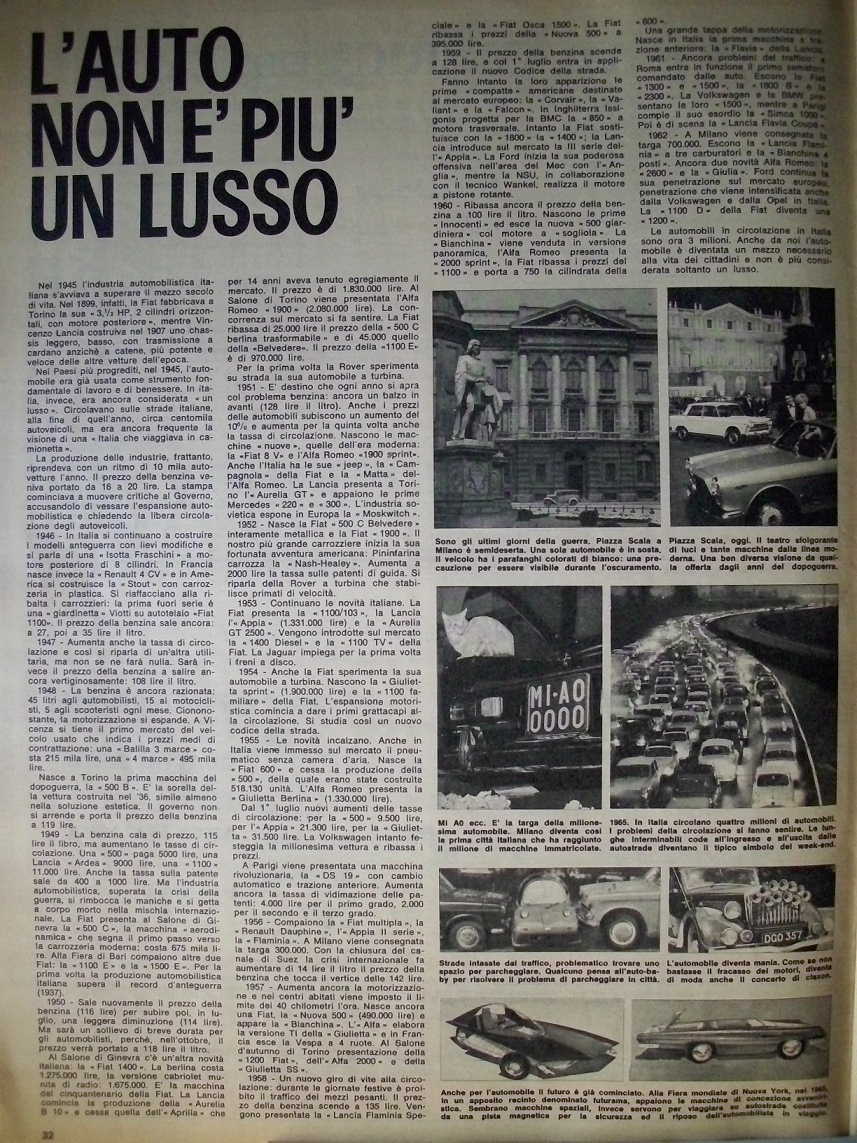 L'AUTO
NON E' PIU'
UN LUSSO
Nel 1945 l'industria automobilistica ita-
liana s'avviava a superare il mezzo secolo
di vita. Nel 1899, infatti, la Fiat fabbricava a
Torino la sua « 3,½ HP, 2 cilindri orizzon-
tali, con motore posteriore », mentre Vin-
cenzo Lancia costruiva nel 1907 uno chas-
sis leggero, basso, con trasmissione a
cardano anziché a catene, più potente e
veloce delle altre vetture dell'epoca.
Nei Paesi più progrediti, nel 1945, l'auto-
mobile era già usata come strumento fon-
damentale di lavoro e di benessere. In Ita-
lia, invece, era ancora considerata « un
lusso ». Circolavano sulle strade italiane,
alla fine di quell'anno, circa centomila
autoveicoli, ma era ancora frequente la
visione di una « Italia che viaggiava in ca-
mionetta ».
La produzione delle industrie, frattanto,
riprendeva con un ritmo di 10 mila auto-
vetture l'anno. Il prezzo della benzina ve-
niva portato da 16 a 20 lire. La stampa
cominciava a muovere critiche al Governo,
accusandolo di vessare l'espansione auto-
mobilistica e chiedendo la libera circola-
zione degli autoveicoli.
1946 - In Italia si continuano a costruire
i modelli anteguerra con lievi modifiche e
si parla di una « Isotta Fraschini » a mo-
tore posteriore di 8 cilindri. In Francia
nasce invece la « Renault 4 CV » e in Ame-
rica si costruisce la « Stout » con carroz-
zeria in plastica. Si riaffacciano alla ri-
balta i carrozzieri: la prima fuori serie è
una « giardinetta » Viotti su autotelaio «Fiat
1100». Il prezzo della benzina sale ancora:
a 27, poi a 35 lire il litro.
1947 - Aumenta anche la tassa di circo-
lazione e così si riparla di un'altra utili-
taria, ma non se ne farà nulla. Sarà in-
vece il prezzo della benzina a salire an-
cora vertiginosamente: 108 lire il litro.
1948 - La benzina è ancora razionata:
45 litri agli automobilisti, 15 ai motocicli-
sti, 5 agli scooteristi ogni mese. Ciono-
stante, la motorizzazione si espande. A Vi-
cenza si tiene il primo mercato del vei-
colo usato che indica i prezzi medi di
contrattazione: una « Balilla 3 marce » co-
sta 215 mila lire, una « 4 marce » 495 mila
lire.
Nasce a Torino la prima macchina del
dopoguerra, la « 500 B ». E' la sorella del-
la vettura costruita nel '36, simile almeno
nella soluzione estetica. Il governo non
si arrende e porta il prezzo della benzina
a 119 lire.
1949 - La benzina cala di prezzo, 115
lire il libro, ma aumentano le tasse di cir-
colazione. Una « 500 » paga 5000 lire, una
Lancia « Ardea » 9000 lire, una « 1100 »
11.000 lire. Anche la tassa sulla patente
sale da 400 a 1000 lire. Ma l'industria
automobilistica, superata la crisi della
guerra, si rimbocca le maniche e si getta
a corpo morto nella mischia internazio-
nale. La Fiat presenta al Salone di Gi-
nevra la « 500 C », la macchina « aerodi-
namica » che segna il primo passo verso
la carrozzeria moderna: costa 675 mila li-
re. Alla Fiera di Bari compaiono altre due
Fiat: la « 1100 E » e la « 1500 E ». Per la
prima volta la produzione automobilistica
italiana supera il record d'anteguerra
(1937).
1950 - Sale nuovamente il prezzo della
benzina (116 lire) per subire poi, in lu-
glio, una leggera diminuzione (114 lire).
Ma sarà un sollievo di breve durata per
gli automobilisti, perché, nell'ottobre, il
prezzo verrà portato a 118 lire il litro.
Al Salone di Ginevra c'è un'altra novità
italiana: la « Fiat 1400 ». La berlina costa
1.275.000 lire, la versione cabriolet mu-
nuta di radio: 1.675.000. E' la macchina
del cinquantenario della Fiat. La Lancia
comincia la produzione della « Aurelia
B 10 » e cessa quella dell'« Aprilia » che
per 14 anni aveva tenuto egregiamente il
mercato. Il prezzo è di 1.830.000 lire. Al
Salone di Torino viene presentata l'Alfa
Romeo « 1900 » (2.080.000 lire). La con-
correnza sul mercato si fa sentire. La Fiat
ribassa di 25.000 lire il prezzo della « 500 C
berlina trasformabile » e di 45.000 quello
della «Belvedere». Il prezzo della «1100 E»
è di 970.000 lire.
Per la prima volta la Rover sperimenta
su strada la sua automobile a turbina.
1951 - E' destino che ogni anno si apra
col problema benzina: ancora un balzo in
avanti (128 lire il litro). Anche i prezzi
delle automobili subiscono un aumento del
10% e aumenta per la quinta volta anche
la tassa di circolazione. Nascono le mac-
chine « nuove », quelle dell'era moderna:
la «Fiat 8 V» e l'Alfa Romeo «1900 sprint».
Anche l'Italia ha le sue « jeep », la « Cam-
pagnola » della Fiat e la « Matta » del-
l'Alfa Romeo. La Lancia presenta a Tori-
no l'« Aurelia GT » e appaiono le prime
Mercedes « 220 » e « 300 ». L'industria so-
vietica espone in Europa la « Moskwitch ».
1952 - Nasce la Fiat « 500 C Belvedere »
interamente metallica e la Fiat « 1900 ». Il
nostro più grande carrozziere inizia la sua
fortunata avventura americana: Pininfarina
carrozza la «Nash-Healey». Aumenta a
2000 lire la tassa sulle patenti di guida. Si
riparla della Rover a turbina che stabi-
lisce primati di velocità.
1953 - Continuano le novità italiane. La
Fiat presenta la « 1100/103 », la Lancia
l'« Appia » (1.331.000 lire) e la « Aurelia
GT 2500 ». Vengono introdotte sul mercato
la «1400 Diesel» e la «1100 TV» della
Fiat. La Jaguar impiega per la prima volta
i freni a disco.
1954 - Anche la Fiat sperimenta la sua
automobile a turbina. Nascono la «Giuliet-
ta sprint » (1.900.000 lire) e la « 1100 fa-
miliare » della Fiat. L'espansione motori-
stica comincia a dare i primi grattacapi al-
la circolazione. Si studia così un nuovo
codice della strada.
1955 - Le novità incalzano. Anche in
Italia viene immesso sul mercato il pneu-
matico senza camera d'aria. Nasce la
«Fiat 600» e cessa la produzione della
« 500 », della quale erano state costruite
518.130 unità. L'Alfa Romeo presenta la
«Giulietta Berlina» (1.330.000 lire).
Dal 1° luglio nuovi aumenti delle tasse
di circolazione: per la «500» 9.500 lire,
per l'« Appia » 21.300 lire, per la « Giuliet-
ta » 31.500 lire. La Volkswagen intanto fe-
steggia la milionesima vettura e ribassa i
prezzi.
A Parigi viene presentata una macchina
rivoluzionaria, la « DS 19 » con cambio
automatico e trazione anteriore. Aumenta
ancora la tassa di vidimazione delle pa-
tenti: 4.000 lire per il primo grado, 2.000
per il secondo e il terzo grado.
1956 - Compaiono la «Fiat multipla», la
«Renault Dauphine», l'«Appia II serie»,
la «Flaminia». A Milano viene consegnata
la targa 300.000. Con la chiusura del ca-
nale di Suez la crisi internazionale fa
aumentare di 14 lire il litro il prezzo della
benzina che tocca il vertice delle 142 lire.
1957 - Aumenta ancora la motorizzazio-
ne e nei centri abitati viene imposto il li-
mite dei 40 chilometri l'ora. Nasce ancora
una Fiat, la « Nuova 500 » (490.000 lire) e
appare la « Bianchina ». L'« Alfa » elabora
la versione TI della « Giulietta » e in Fran-
cia esce la Vespa a 4 ruote. Al Salone
d'autunno di Torino presentazione della
« 1200 Fiat », dell'« Alfa 2000 » e della
« Giulietta SS ».
1958 - Un nuovo giro di vite alla circo-
lazione: durante le giornate festive è proi-
bito il traffico dei mezzi pesanti. Il prez-
zo della benzina scende a 135 lire. Ven-
gono presentate la « Lancia Flaminia Spe-
ciale » e la « Fiat Osca 1500 ». La Fiat
ribassa i prezzi della « Nuova 500 » a
395.000 lire.
1959 - Il prezzo della benzina scende
a 128 lire, e col 1° luglio entra in appli-
cazione il nuovo Codice della strada.
Fanno intanto la loro apparizione le
prime « compatte » americane destinate
al mercato europeo: la «Corvair», la «Va-
liant » e la « Falcon ». In Inghilterra Issi-
gonis progetta per la BMC la « 850 » a
motore trasversale. Intanto la Fiat sosti-
tuisce con la «1800» la «1400»; la Lan-
cia introduce sul mercato la III serie del-
l'«Appia». La Ford inizia la sua poderosa
offensiva nell'area del Mec con l'«An-
glia», mentre la NSU, in collaborazione
con il tecnico Wankel, realizza il motore
a pistone rotante.
1960 - Ribassa ancora il prezzo della ben-
zina a 100 lire il litro. Nascono le prime
« Innocenti » ed esce la nuova « 500 giar-
diniera » col motore a « sogliola ». La
« Bianchina » viene venduta in versione
panoramica, l'Alfa Romeo presenta la
« 2000 sprint », la Fiat ribassa i prezzi del
« 1100 » e porta a 750 la cilindrata della
« 600 ».
Una grande tappa della motorizzazione.
Nasce in Italia la prima macchina a tra-
zione anteriore: la « Flavia » della Lancia.
1961 - Ancora problemi del traffico: a
Roma entra in funzione il primo semaforo
comandato dalle auto. Escono le Fiat
« 1300 » e « 1500 », la « 1800 B » e la
« 2300 ». La Volkswagen e la BMW pre-
sentano le loro «1500», mentre a Parigi
compie il suo esordio la « Simca 1000 ».
Poi è di scena la « Lancia Flavia Coupé ».
1962 - A Milano viene consegnata la
targa 700.000. Escono la « Lancia Flami-
nia » a tre carburatori e la « Bianchina 4
posti ». Ancora due novità Alfa Romeo: la
« 2600 » e la « Giulia ». Ford continua la
sua penetrazione sul mercato europeo,
penetrazione che viene intensificata anche
dalla Volkswagen e dalla Opel in Italia.
La « 1100 D » della Fiat diventa una
« 1200 ».
Le automobili in circolazione in Italia
sono ora 3 milioni. Anche da noi l'auto-
mobile è diventata un mezzo necessario
alla vita dei cittadini e non è più consi-
derata soltanto un lusso.
Sono gli ultimi giorni della guerra. Piazza Scala a
Milano è semideserta. Una sola automobile è in sosta.
Il veicolo ha i parafanghi colorati di bianco: una pre-
cauzione per essere visibile durante l'oscuramento.
Piazza Scala, oggi. Il teatro sfolgorante
di luci e tante macchine dalla linea mo-
derna. Una ben diversa visione da quel-
la offerta dagli anni del dopoguerra.
MI·A0
0000
MI A0 ecc. E' la targa della milione-
sima automobile. Milano diventa così
la prima città italiana che ha raggiunto
il milione di macchine immatricolate.
1965. In Italia circolano quattro milioni di automobili.
I problemi della circolazione si fanno sentire. Le lun-
ghe interminabili code all'ingresso e all'uscita dalle
autostrade diventano il tipico simbolo del week-end.
DGO 357
Strade intasate dal traffico, problematico trovare uno
spazio per parcheggiare. Qualcuno pensa all'auto-ba-
by per risolvere il problema di parcheggiare in città.
L'automobile diventa mania. Come se non
bastasse il fracasso dei motori, diventa
di moda anche il concerto di clacson.
Anche per l'automobile il futuro è già cominciato. Alla Fiera mondiale di Nuova York, nel 1965,
in un apposito recinto denominato futurama, appaiono le macchine di concezione avveniri-
stica. Sembrano macchine spaziali, invece servono per viaggiare su autostrade costituite
da una pista magnetica per la sicurezza ed il riposo dell'automobilista in viaggio.
32